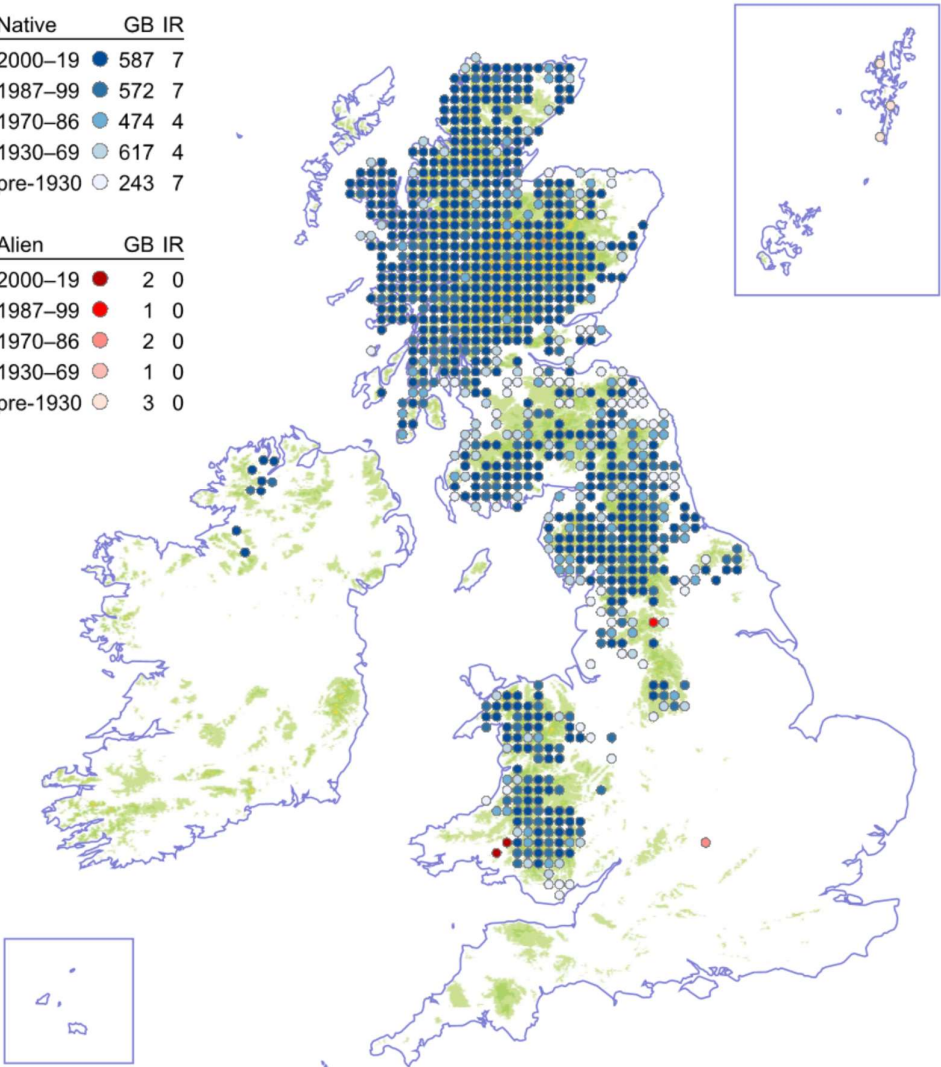 Native GB IR
2000–19 587 7
1987–99 572 7
1970–86 474 4
1930–69 617 4
pre-1930 243 7
Alien GB IR
2000–19 2 0
1987–99 1 0
1970–86 2 0
1930–69 1 0
pre-1930 3 0